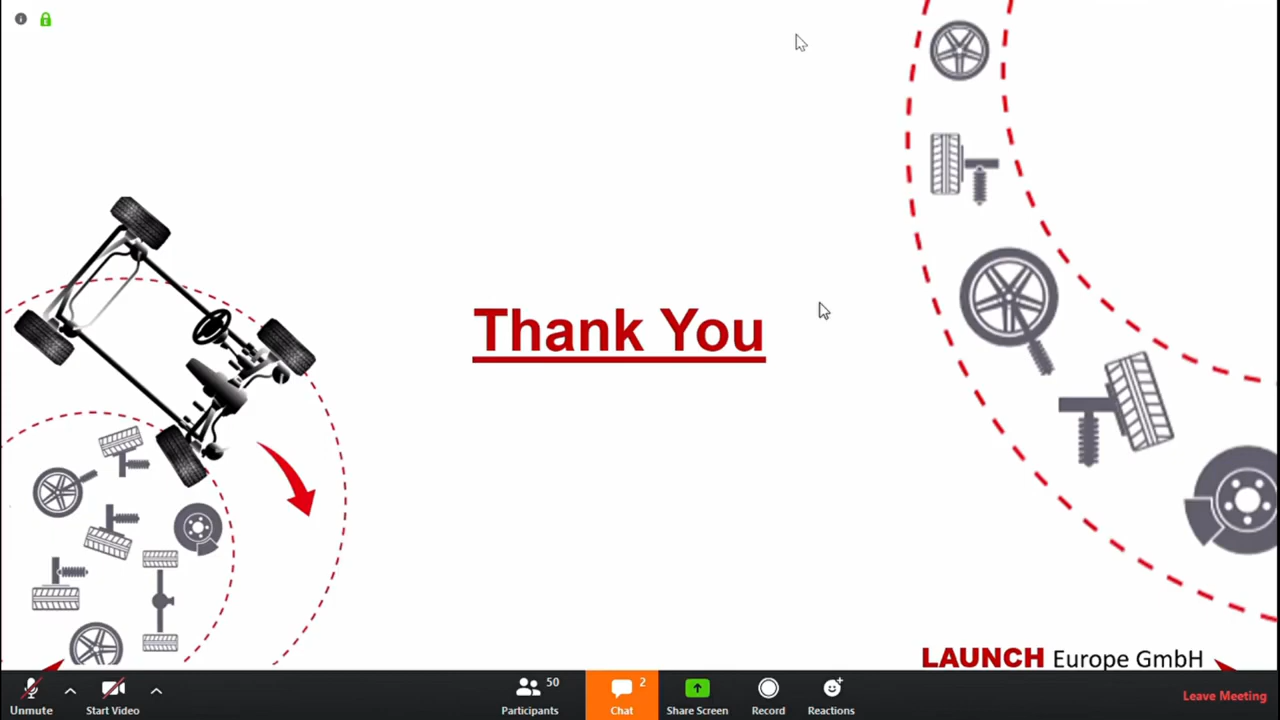 Thank You
LAUNCH Europe GmbH
50
2
Unmute
Start Video
Participants
Chat
Share Screen
Record
Reactions
Leave Meeting